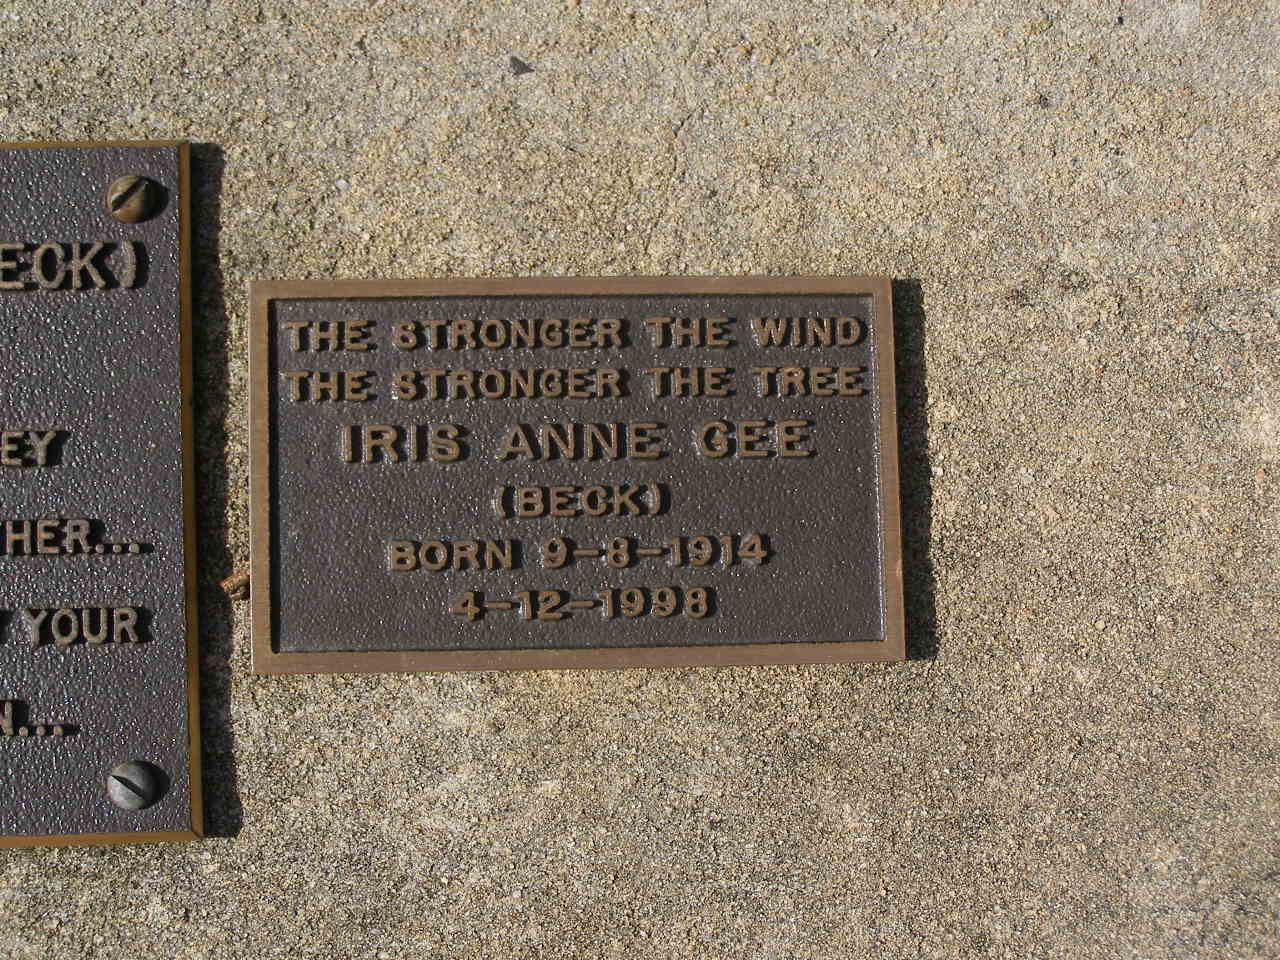 ECK)
EY
HER....
YOUR
N....
THE STRONGER THE WIND
THE STRONGER THE TREE
IRIS ANNE GEE
(BECK)
BORN 9-8-1914
4-12-1998